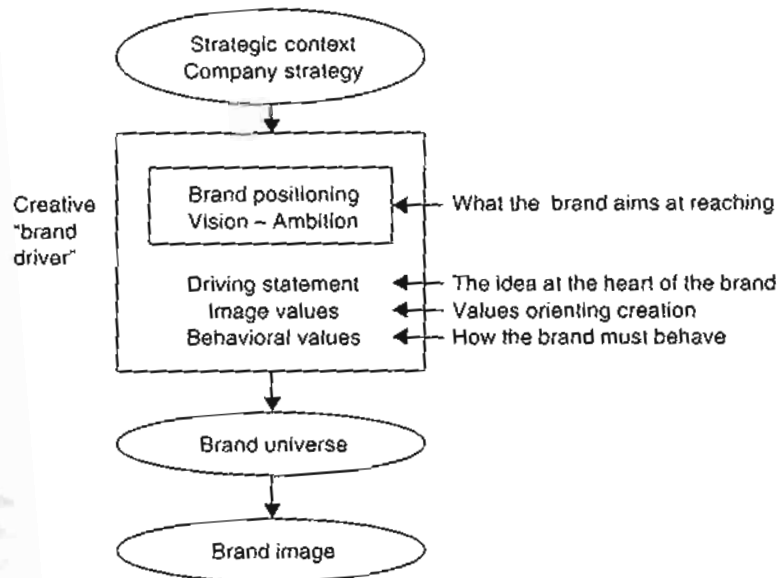 Strategic context
Company strategy
Creative
"brand
driver"
Brand positioning
Vision – Ambition
What the brand aims at reaching
Driving statement
The idea at the heart of the brand
Image values
Values orienting creation
Behavioral values
How the brand must behave
Brand universe
Brand image